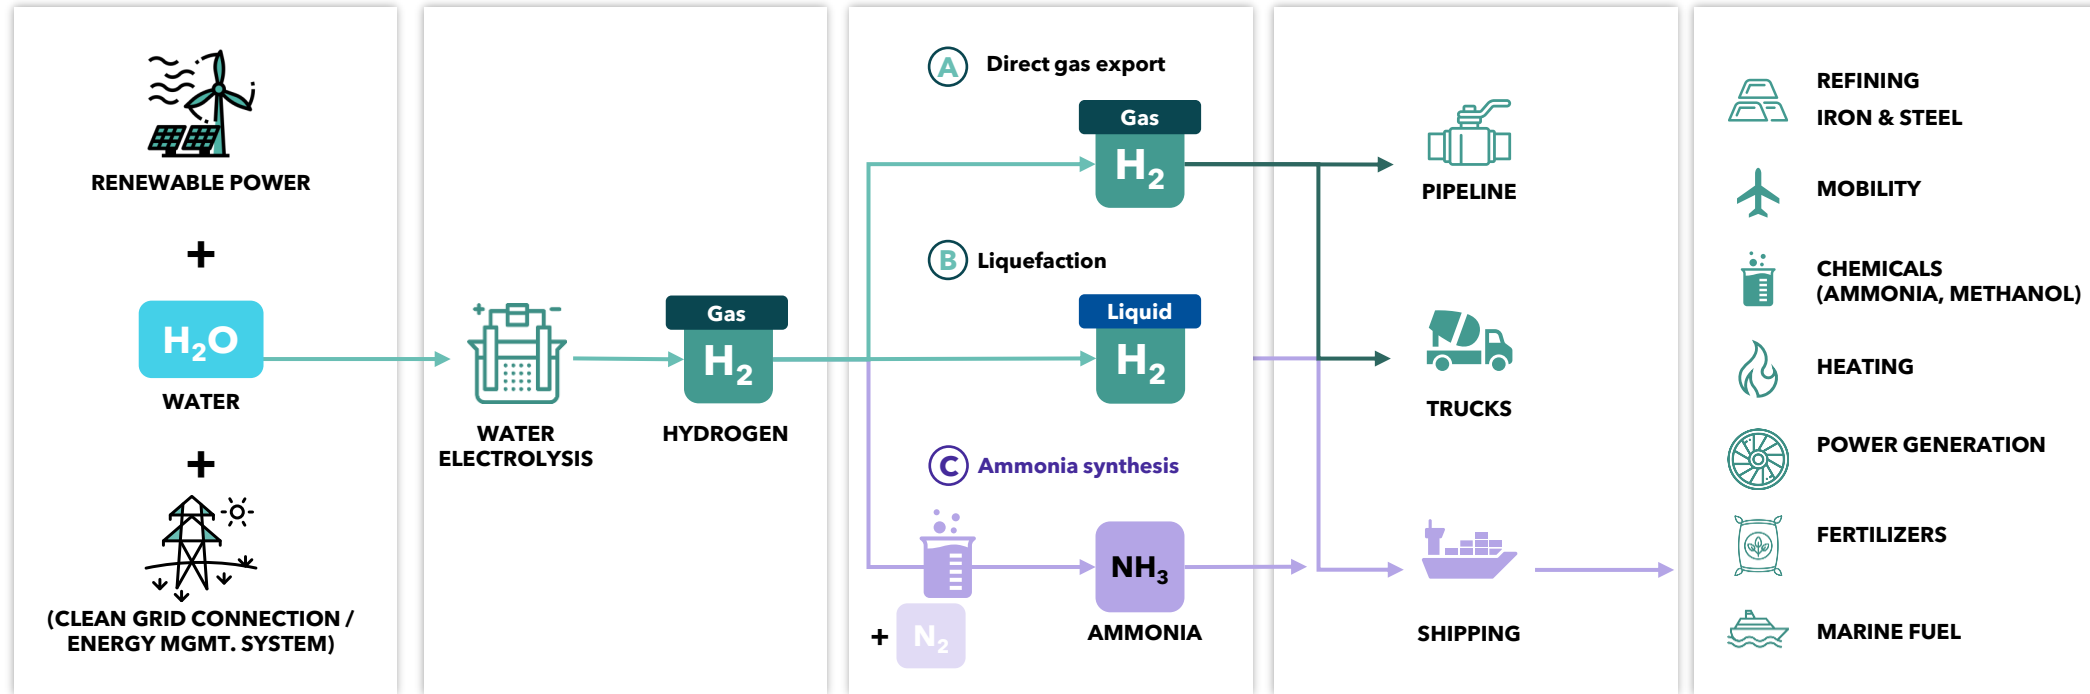 RENEWABLE POWER
+
H₂O
WATER
+
(CLEAN GRID CONNECTION /
ENERGY MGMT. SYSTEM)
+ −
WATER
ELECTROLYSIS
Gas
H₂
HYDROGEN
A Direct gas export
Gas
H₂
B Liquefaction
Liquid
H₂
C Ammonia synthesis
NH₃
+ N₂
AMMONIA
PIPELINE
TRUCKS
SHIPPING
REFINING
IRON & STEEL
MOBILITY
CHEMICALS
(AMMONIA, METHANOL)
HEATING
POWER GENERATION
FERTILIZERS
MARINE FUEL